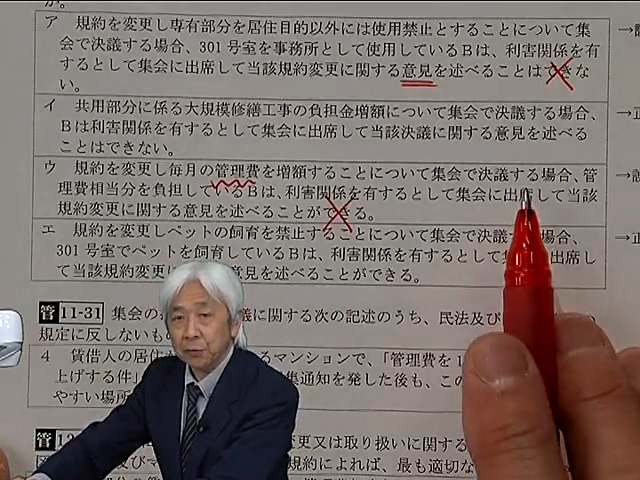 か。
ア 規約を変更し専有部分を居住目的以外には使用禁止とすることについて集
会で決議する場合、301 号室を事務所として使用しているBは、利害関係を有
するとして集会に出席して当該規約変更に関する意見を述べることはできな
い。
イ 共用部分に係る大規模修繕工事の負担金増額について集会で決議する場合、
Bは利害関係を有するとして集会に出席して当該決議に関する意見を述べる
ことはできない。
ウ 規約を変更し毎月の管理費を増額することについて集会で決議する場合、管
理費相当分を負担しているBは、利害関係を有するとして集会に出席して当該
規約変更に関する意見を述べることができる。
エ 規約を変更しペットの飼育を禁止することについて集会で決議す 場合、
301 号室でペットを飼育しているBは、利害関係を有するとして集 出席し
て当該規約変更 意見を述べることができる。
管 11-31 集会の 議に関する次の記述のうち、民法及び の
規定に反しないも
4 賃借人の居住 るマンションで、「管理費を1
上げする件」 集通知を発した後も、この
やすい場所
管 変更又は取り扱いに関する
及びマ 規約によれば、最も適切な